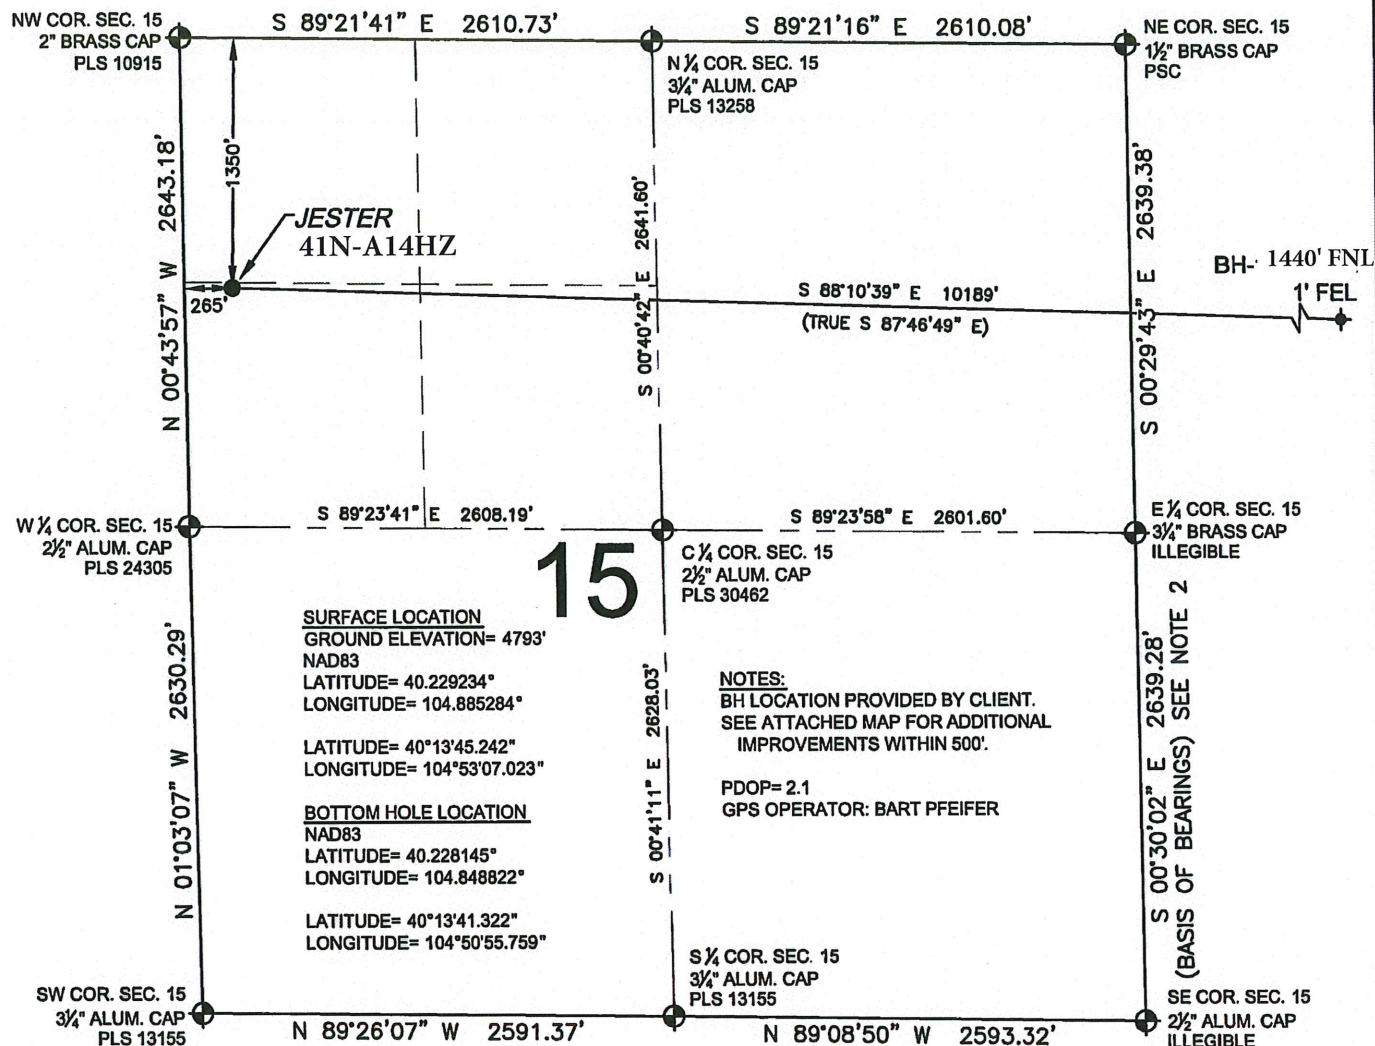 NW COR. SEC. 15
2" BRASS CAP
PLS 10915
S 89°21'41" E 2610.73'
S 89°21'16" E 2610.08'
NE COR. SEC. 15
1½" BRASS CAP
PSC
N ¼ COR. SEC. 15
3¼" ALUM. CAP
PLS 13258
1350'
N 00°43'57" W 2643.18'
JESTER
41N-A14HZ
265'
S 00°40'42" E 2641.60'
S 88°10'39" E 10189'
(TRUE S 87°46'49" E)
S 00°29'43" E 2639.38'
BH- 1440' FNL
1' FEL
W ¼ COR. SEC. 15
2½" ALUM. CAP
PLS 24305
S 89°23'41" E 2608.19'
S 89°23'58" E 2601.60'
E ¼ COR. SEC. 15
3¼" BRASS CAP
ILLEGIBLE
15
C ¼ COR. SEC. 15
2½" ALUM. CAP
PLS 30462
N 01°03'07" W 2630.29'
SURFACE LOCATION
GROUND ELEVATION= 4793'
NAD83
LATITUDE= 40.229234°
LONGITUDE= 104.885284°
LATITUDE= 40°13'45.242"
LONGITUDE= 104°53'07.023"
BOTTOM HOLE LOCATION
NAD83
LATITUDE= 40.228145°
LONGITUDE= 104.848822°
LATITUDE= 40°13'41.322"
LONGITUDE= 104°50'55.759"
S 00°41'11" E 2628.03'
NOTES:
BH LOCATION PROVIDED BY CLIENT.
SEE ATTACHED MAP FOR ADDITIONAL
IMPROVEMENTS WITHIN 500'.
PDOP= 2.1
GPS OPERATOR: BART PFEIFER
S 00°30'02" E 2639.28'
(BASIS OF BEARINGS) SEE NOTE 2
SW COR. SEC. 15
3¼" ALUM. CAP
PLS 13155
N 89°26'07" W 2591.37'
S ¼ COR. SEC. 15
3¼" ALUM. CAP
PLS 13155
N 89°08'50" W 2593.32'
SE COR. SEC. 15
2½" ALUM. CAP
ILLEGIBLE